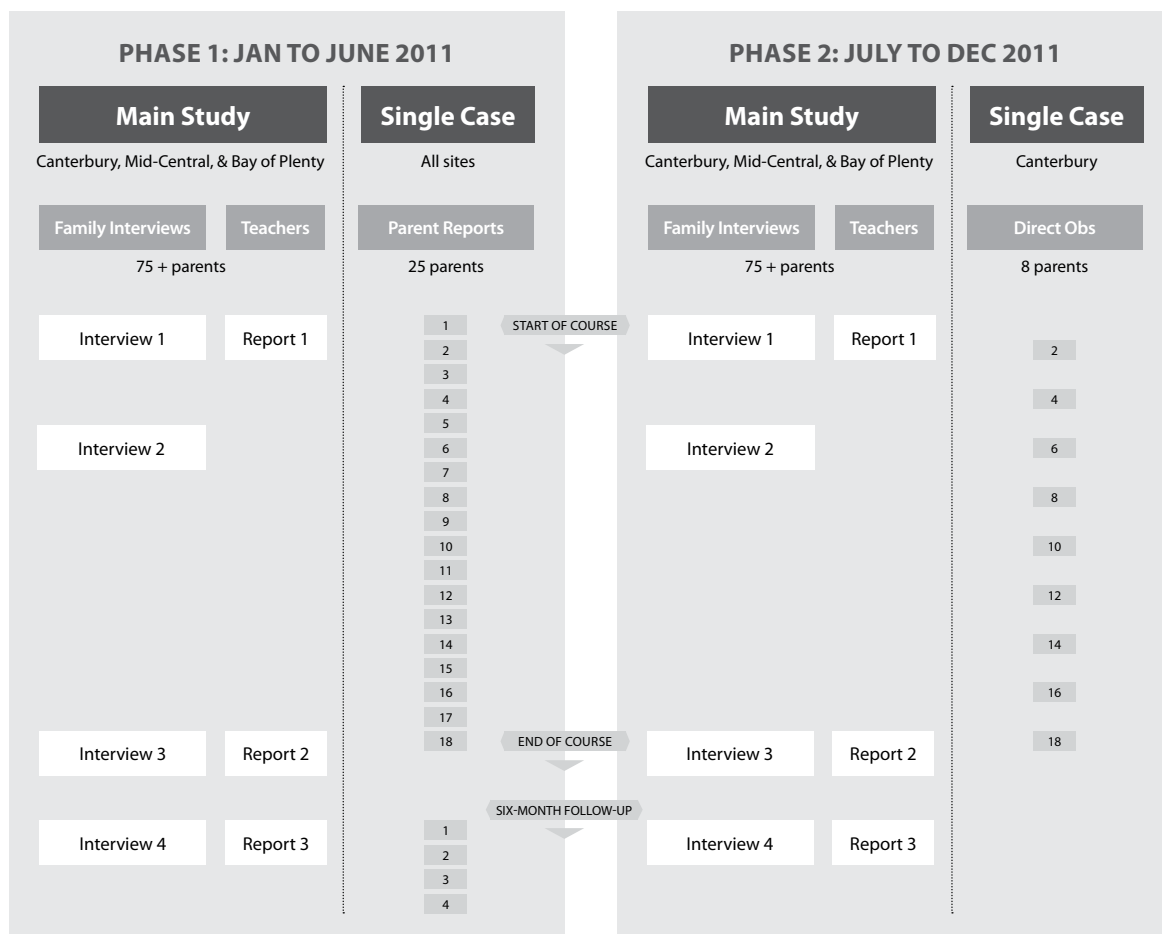 PHASE 1: JAN TO JUNE 2011
Main Study
Single Case
Canterbury, Mid-Central, & Bay of Plenty
All sites
Family Interviews
Teachers
Parent Reports
75 + parents
25 parents
Interview 1
Report 1
Interview 2
Interview 3
Report 2
Interview 4
Report 3
1
2
3
4
5
6
7
8
9
10
11
12
13
14
15
16
17
18
1
2
3
4
START OF COURSE
END OF COURSE
SIX-MONTH FOLLOW-UP
PHASE 2: JULY TO DEC 2011
Main Study
Single Case
Canterbury, Mid-Central, & Bay of Plenty
Canterbury
Family Interviews
Teachers
Direct Obs
75 + parents
8 parents
Interview 1
Report 1
Interview 2
Interview 3
Report 2
Interview 4
Report 3
2
4
6
8
10
12
14
16
18